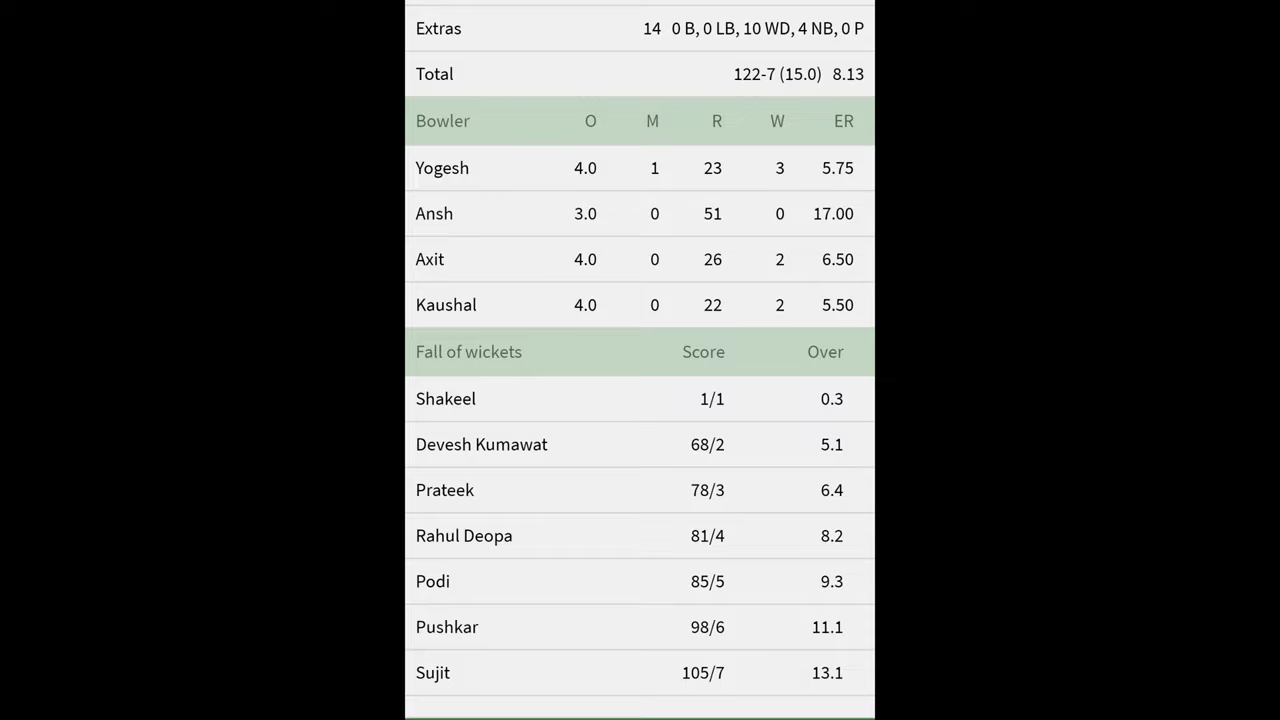 Extras 14 0 B, 0 LB, 10 WD, 4 NB, 0 P
Total 122-7 (15.0) 8.13
Bowler O M R W ER
Yogesh 4.0 1 23 3 5.75
Ansh 3.0 0 51 0 17.00
Axit 4.0 0 26 2 6.50
Kaushal 4.0 0 22 2 5.50
Fall of wickets Score Over
Shakeel 1/1 0.3
Devesh Kumawat 68/2 5.1
Prateek 78/3 6.4
Rahul Deopa 81/4 8.2
Podi 85/5 9.3
Pushkar 98/6 11.1
Sujit 105/7 13.1